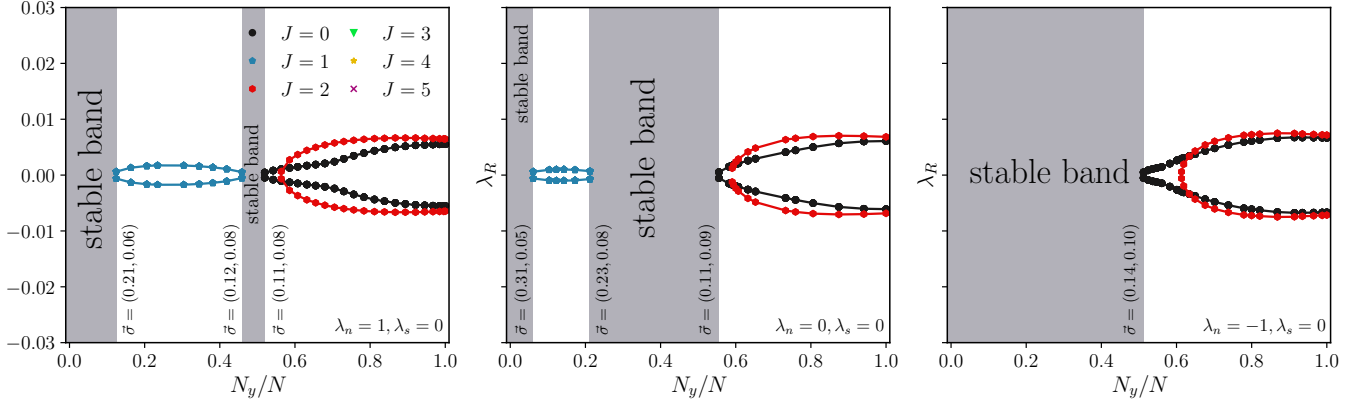 0.03
0.02
0.01
0.00
−0.01
−0.02
−0.03
stable band
J = 0
J = 1
J = 2
J = 3
J = 4
J = 5
stable band
σ⃗ = (0.21, 0.06)
σ⃗ = (0.12, 0.08)
σ⃗ = (0.11, 0.08)
λₙ = 1, λₛ = 0
0.0 0.2 0.4 0.6 0.8 1.0
N_y/N
λ_R
stable band
stable band
σ⃗ = (0.31, 0.05)
σ⃗ = (0.23, 0.08)
σ⃗ = (0.11, 0.09)
λₙ = 0, λₛ = 0
0.0 0.2 0.4 0.6 0.8 1.0
N_y/N
λ_R
stable band
σ⃗ = (0.14, 0.10)
λₙ = −1, λₛ = 0
0.0 0.2 0.4 0.6 0.8 1.0
N_y/N